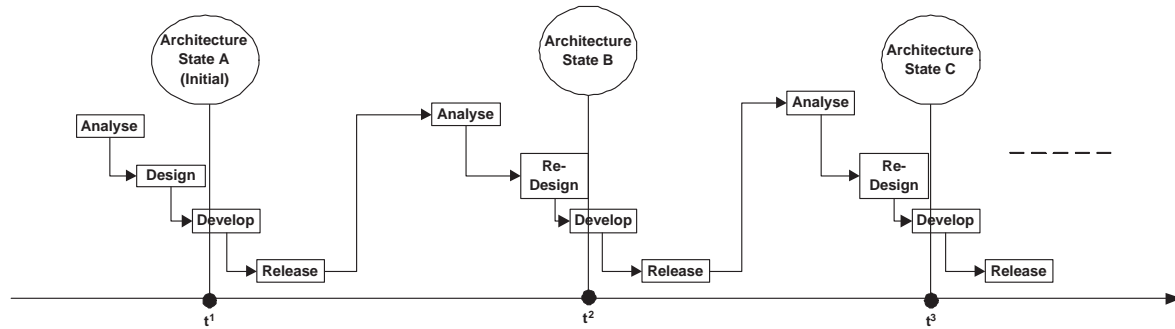 Architecture
State A
(Initial)
Architecture
State B
Architecture
State C
Analyse
Design
Develop
Release
Analyse
Re-
Design
Develop
Release
Analyse
Re-
Design
Develop
Release
t¹
t²
t³